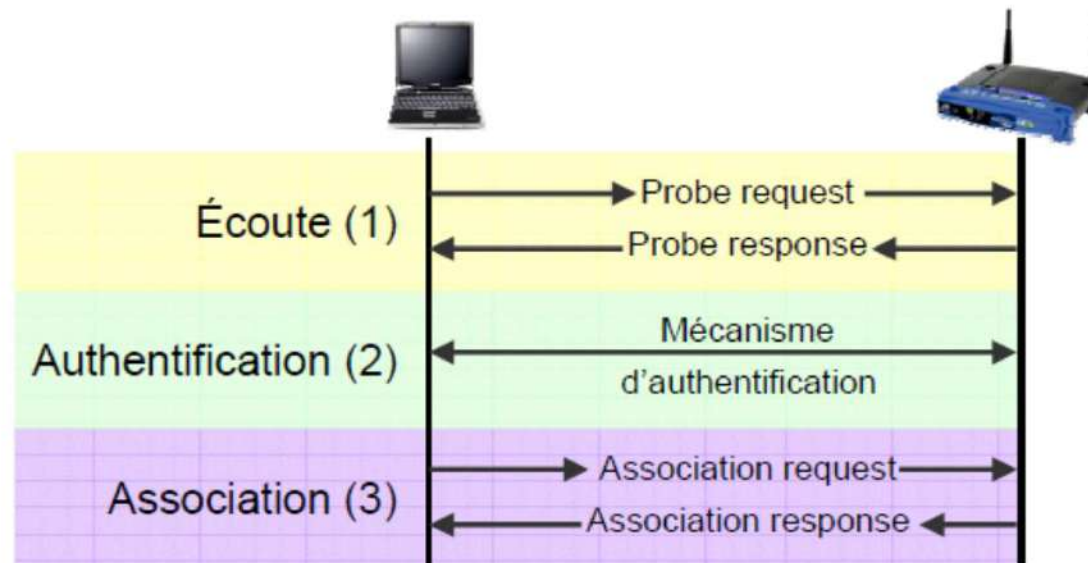 Écoute (1)
Probe request
Probe response
Authentification (2)
Mécanisme
d'authentification
Association (3)
Association request
Association response